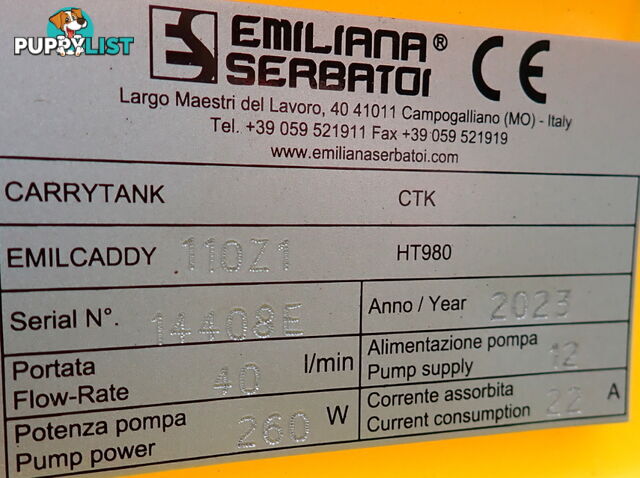 PUPPYLIST
ES EMILIANA® SERBATOI CE
Largo Maestri del Lavoro, 40 41011 Campogalliano (MO) - Italy
Tel. +39 059 521911 Fax +39 059 521919
www.emilianaserbatoi.com
CARRYTANK CTK
EMILCADDY 110Z1 HT980
Serial N°. 14408E Anno / Year 2023
Portata
Flow-Rate 40 l/min
Alimentazione pompa
Pump supply 12
Potenza pompa
Pump power 260 W
Corrente assorbita
Current consumption 22 A